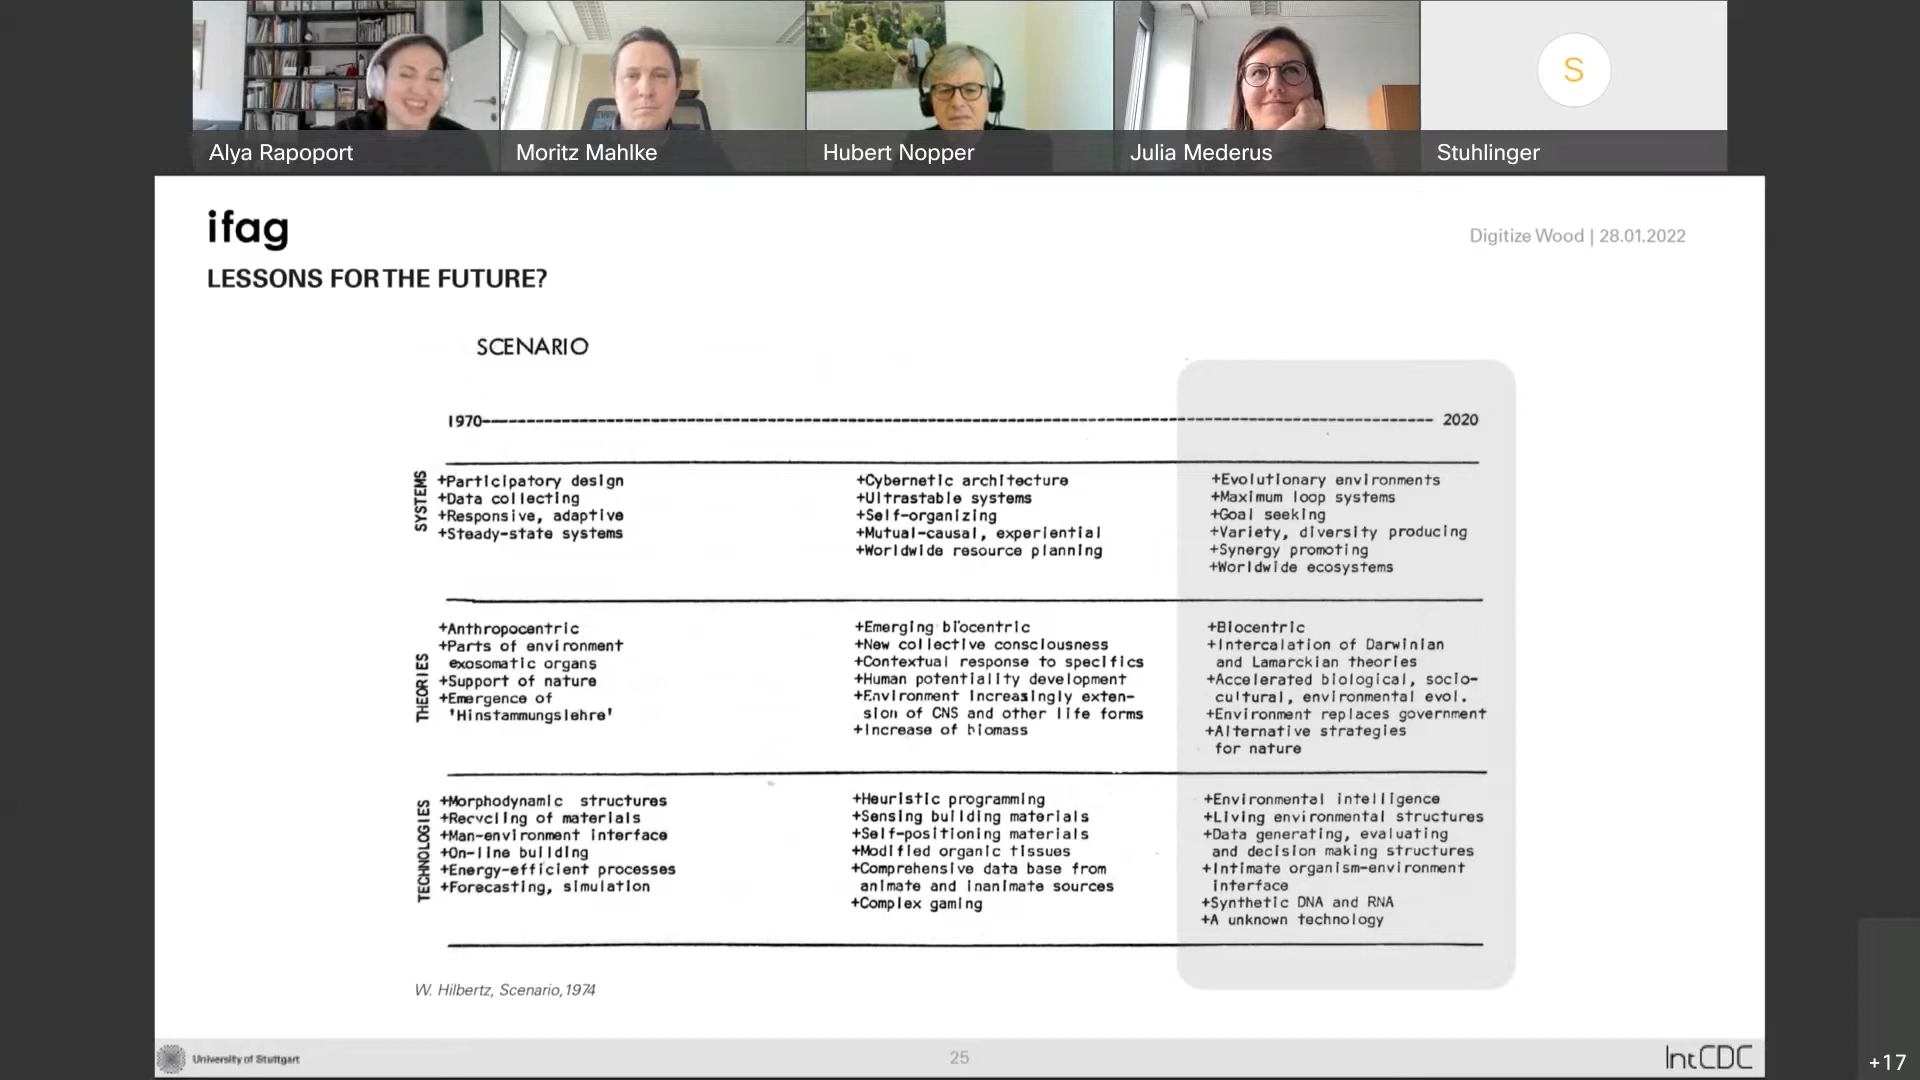 Alya Rapoport
Moritz Mahlke
Hubert Nopper
Julia Mederus
S
Stuhlinger
ifag
Digitize Wood | 28.01.2022
LESSONS FOR THE FUTURE?
SCENARIO
1970
2020
SYSTEMS
+Participatory design
+Data collecting
+Responsive, adaptive
+Steady-state systems
+Cybernetic architecture
+Ultrastable systems
+Self-organizing
+Mutual-causal, experiential
+Worldwide resource planning
+Evolutionary environments
+Maximum loop systems
+Goal seeking
+Variety, diversity producing
+Synergy promoting
+Worldwide ecosystems
THEORIES
+Anthropocentric
+Parts of environment
exosomatic organs
+Support of nature
+Emergence of
'Hinstammungslehre'
+Emerging biocentric
+New collective consciousness
+Contextual response to specifics
+Human potentiality development
+Environment increasingly exten-
sion of CNS and other life forms
+Increase of biomass
+Biocentric
+Intercalation of Darwinian
and Lamarckian theories
+Accelerated biological, socio-
cultural, environmental evol.
+Environment replaces government
+Alternative strategies
for nature
TECHNOLOGIES
+Morphodynamic structures
+Recycling of materials
+Man-environment interface
+On-line building
+Energy-efficient processes
+Forecasting, simulation
+Heuristic programming
+Sensing building materials
+Self-positioning materials
+Modified organic tissues
+Comprehensive data base from
animate and inanimate sources
+Complex gaming
+Environmental intelligence
+Living environmental structures
+Data generating, evaluating
and decision making structures
+Intimate organism-environment
interface
+Synthetic DNA and RNA
+A unknown technology
W. Hilbertz, Scenario, 1974
University of Stuttgart
25
IntCDC
+17